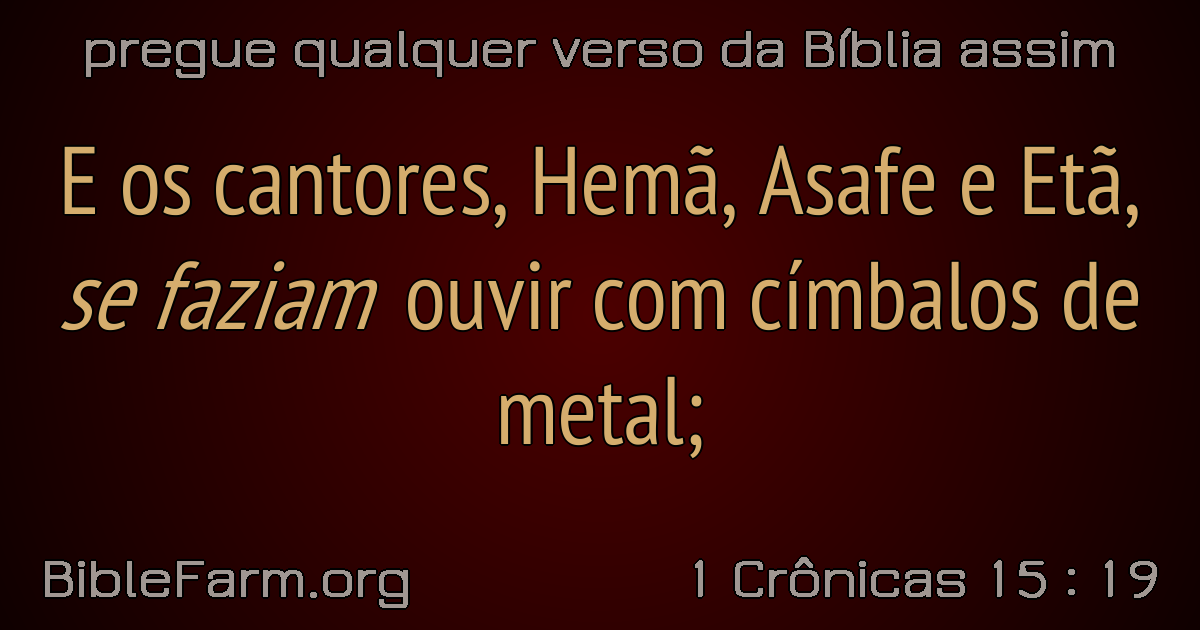 pregue qualquer verso da Bíblia assim
E os cantores, Hemã, Asafe e Etã,
se faziam ouvir com címbalos de
metal;
BibleFarm.org
1 Crônicas 15 : 19